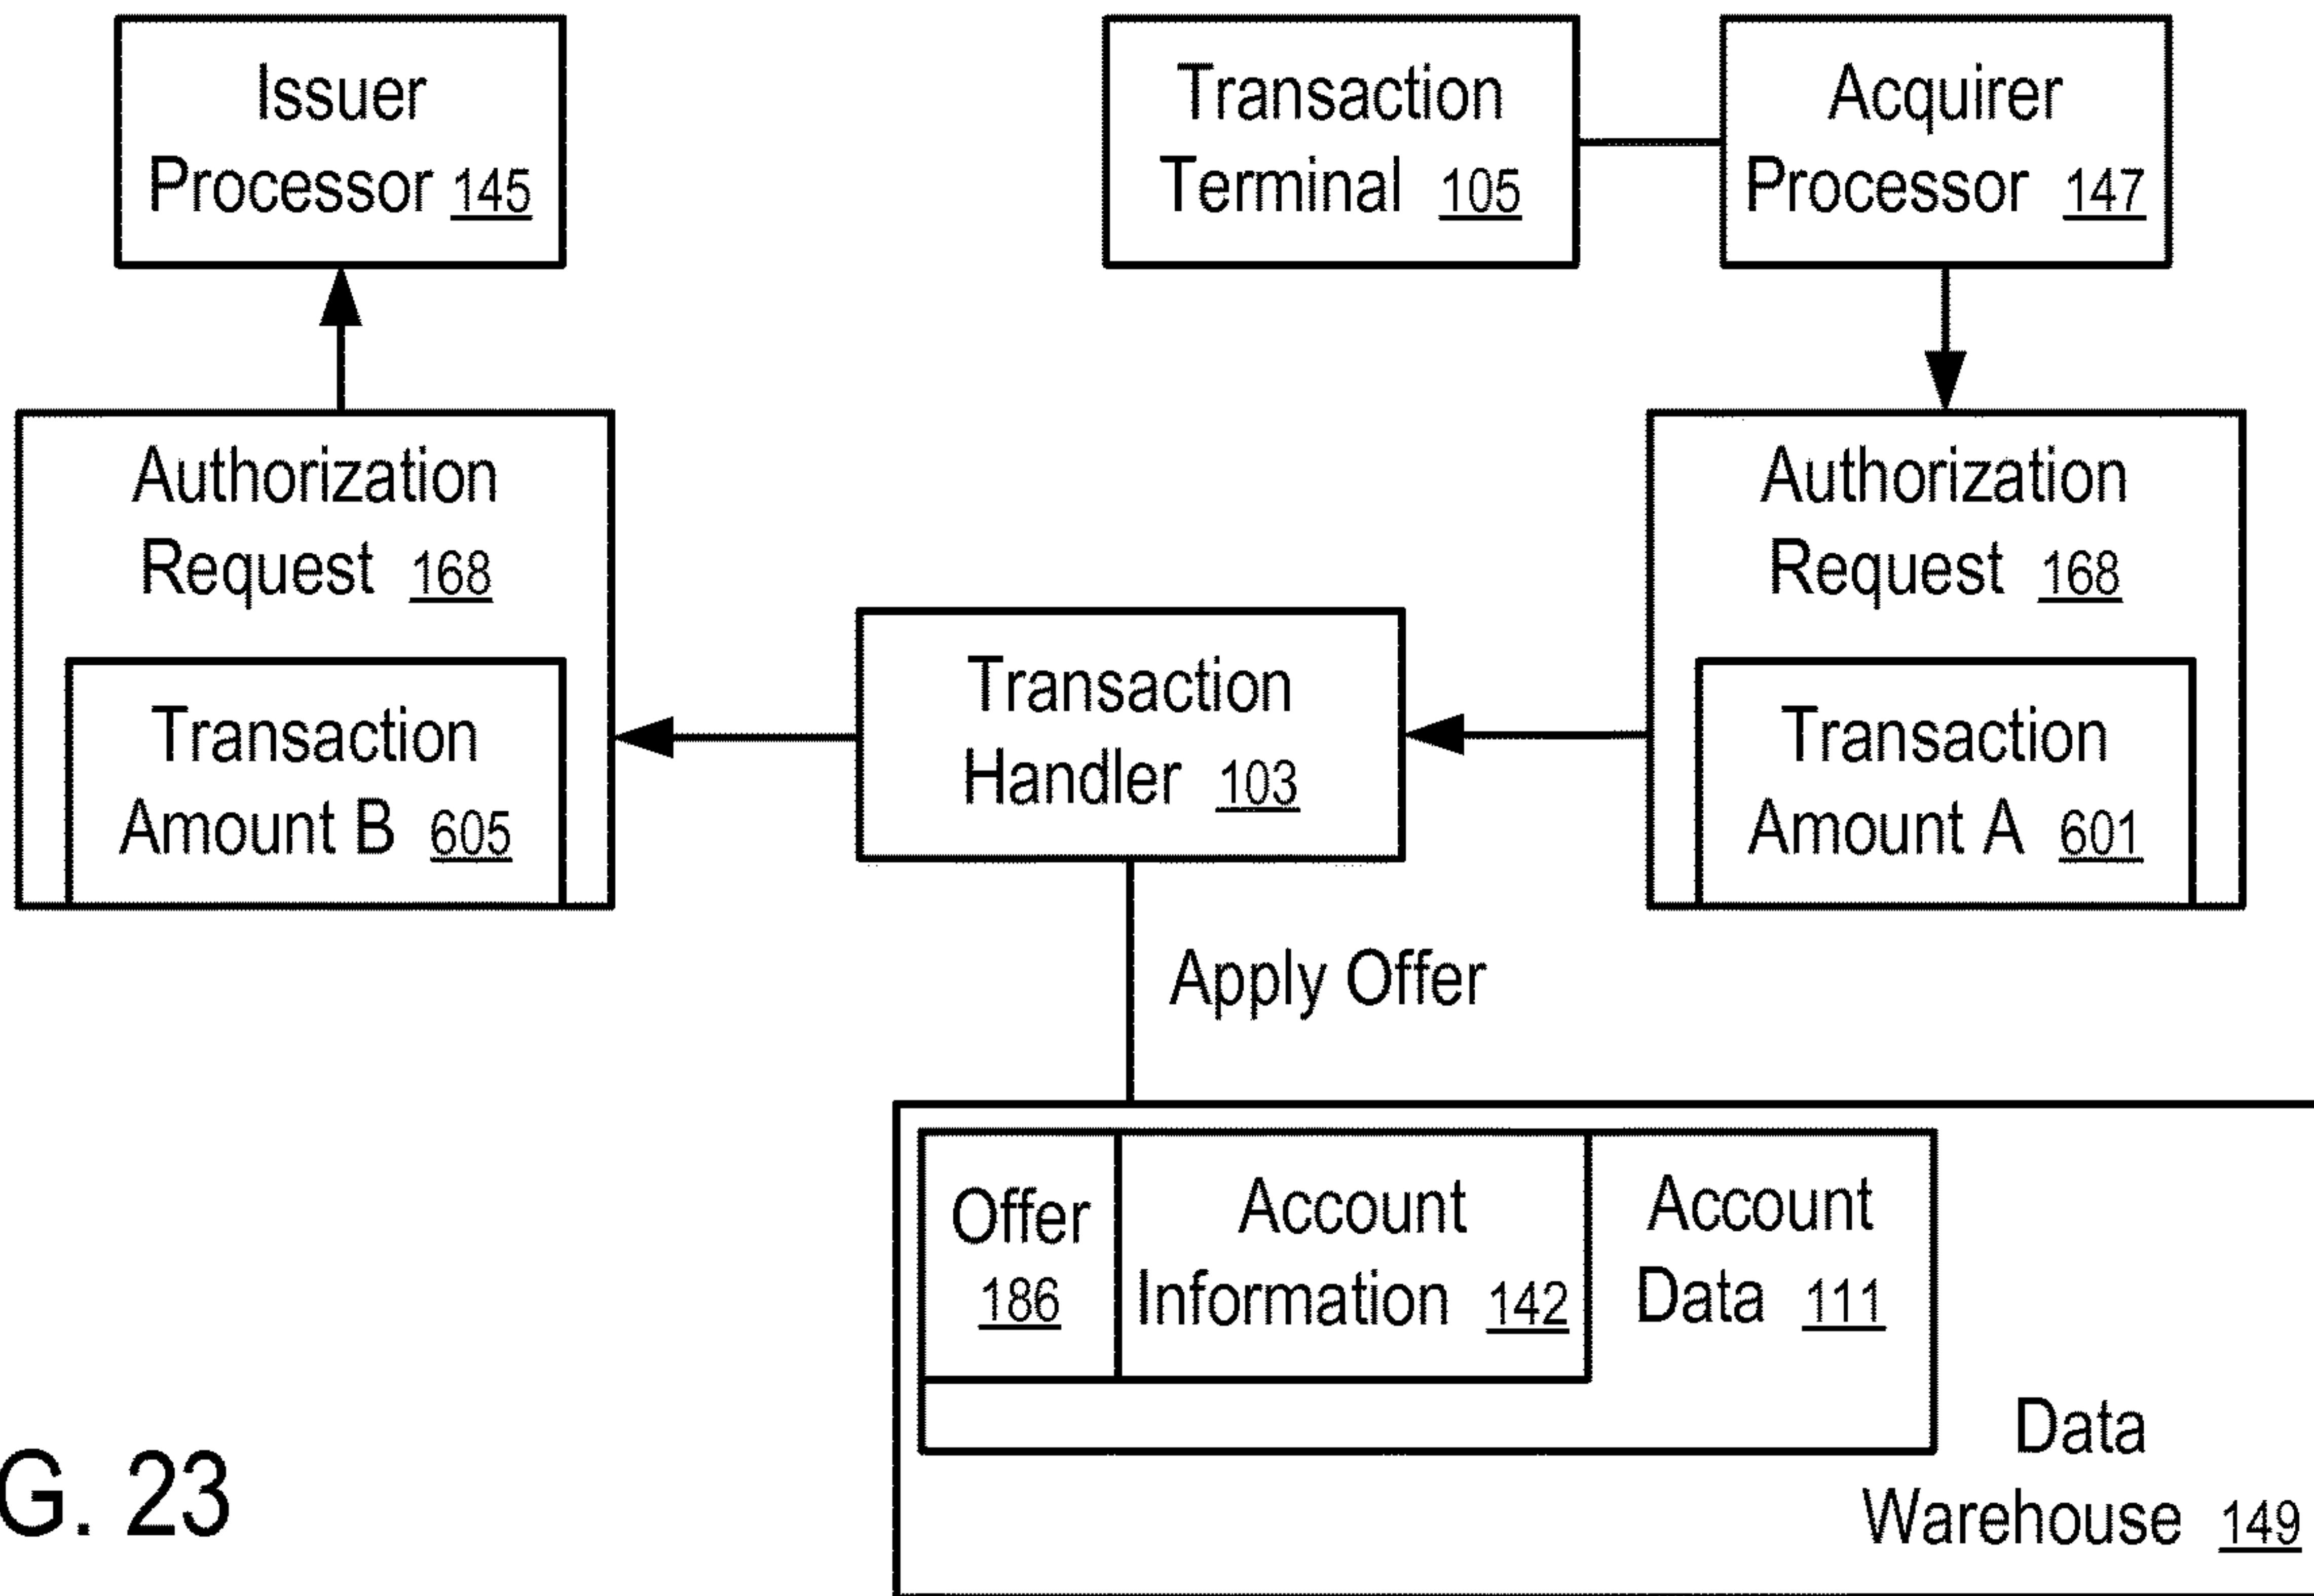 Issuer
Processor 145
Transaction
Terminal 105
Acquirer
Processor 147
Authorization
Request 168
Transaction
Amount B 605
Transaction
Handler 103
Authorization
Request 168
Transaction
Amount A 601
Apply Offer
Offer
186
Account
Information 142
Account
Data 111
Data
Warehouse 149
G. 23